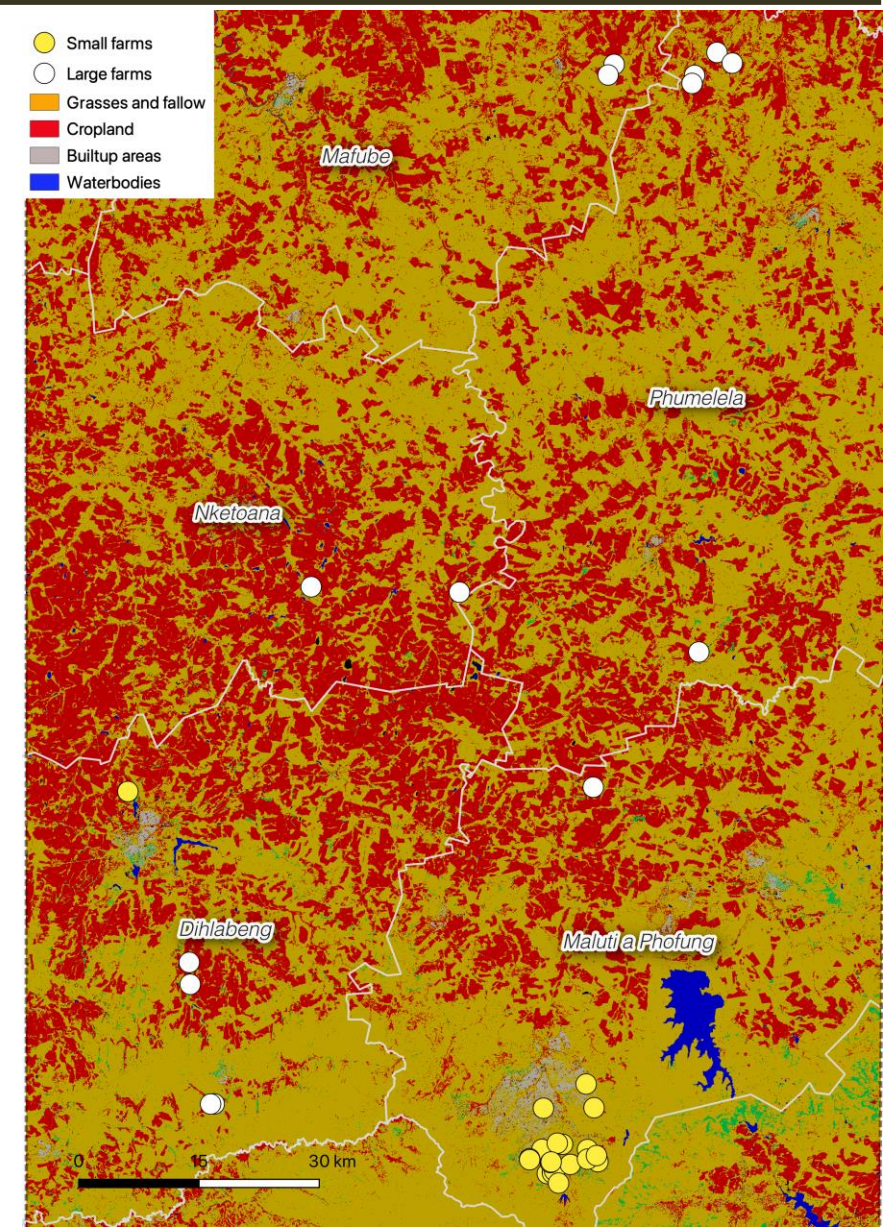 Small farms
Large farms
Grasses and fallow
Cropland
Builtup areas
Waterbodies
Mafube
Phumelela
Nketoana
Dihlabeng
Maluti a Phofung
0 15 30 km